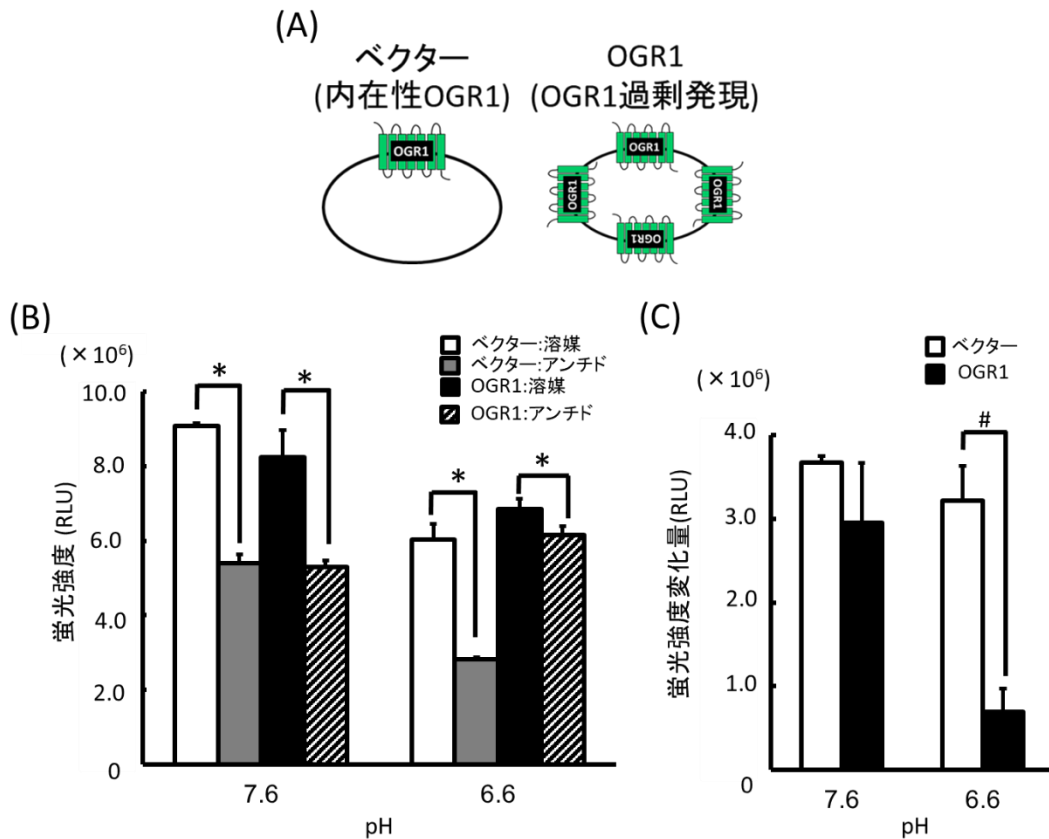 (A)
ベクター
(内在性OGR1)
OGR1
(OGR1過剰発現)
OGR1
OGR1
OGR1
OGR1
OGR1
(B)
(×10⁶)
ベクター:溶媒
ベクター:アンチド
OGR1:溶媒
OGR1:アンチド
蛍光強度 (RLU)
10.0
8.0
6.0
4.0
2.0
0
*
*
*
*
7.6
6.6
pH
(C)
ベクター
OGR1
(×10⁶)
蛍光強度変化量(RLU)
4.0
3.0
2.0
1.0
0
#
7.6
6.6
pH